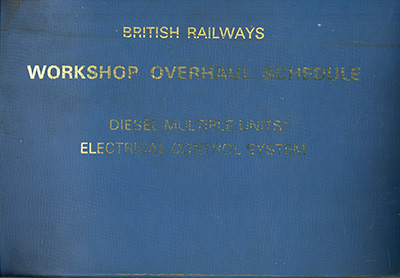 BRITISH RAILWAYS
WORKSHOP OVERHAUL SCHEDULE
DIESEL MULTIPLE UNITS
ELECTRICAL CONTROL SYSTEM